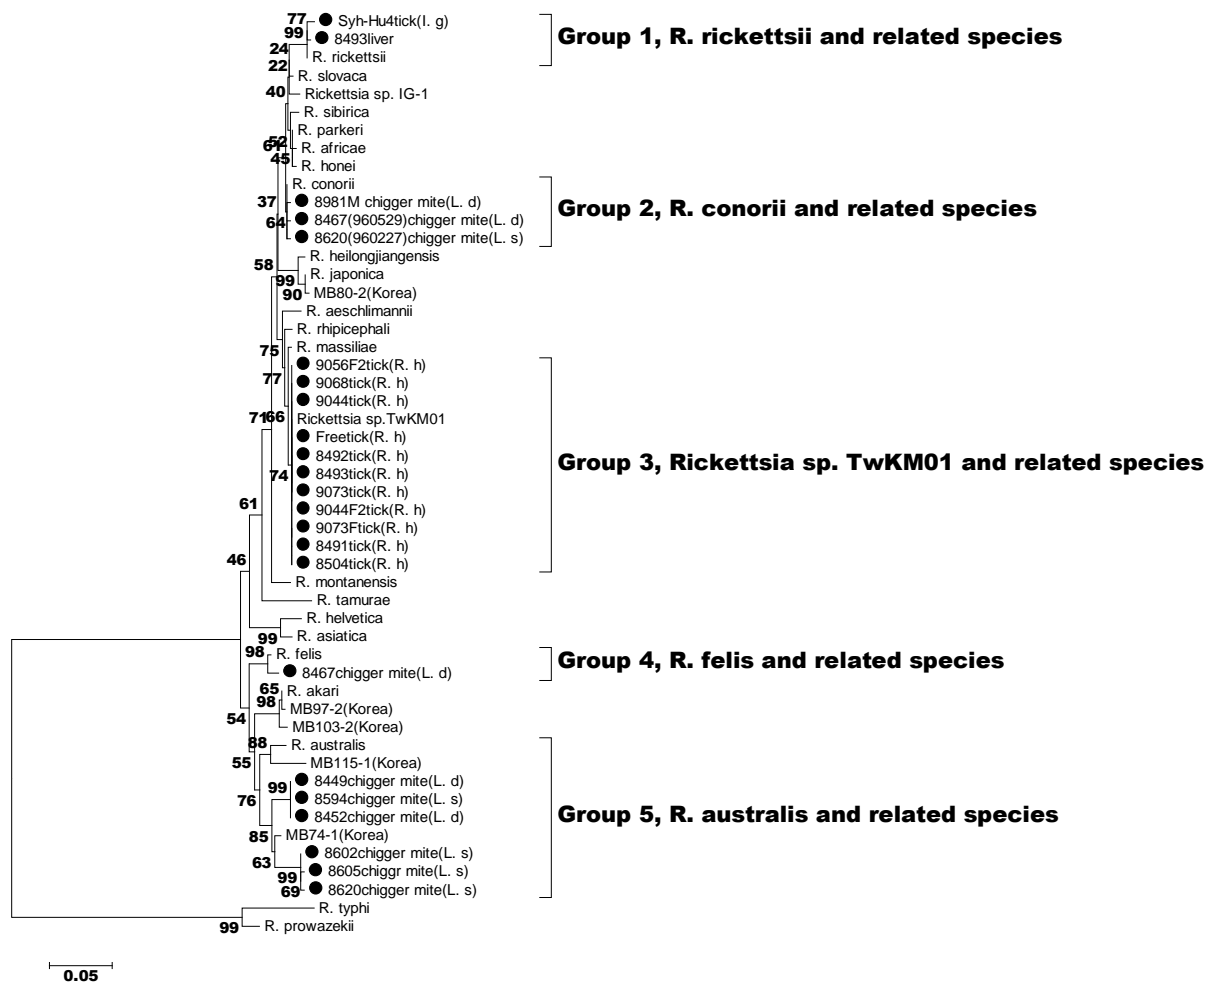 77
Syh-Hu4tick(I. g)
99
8493liver
Group 1, R. rickettsii and related species
24
R. rickettsii
22
R. slovaca
40
Rickettsia sp. IG-1
R. sibirica
R. parkeri
52
61
R. africae
45
R. honei
R. conorii
37
8981M chigger mite(L. d)
Group 2, R. conorii and related species
64
8467(960529)chigger mite(L. d)
8620(960227)chigger mite(L. s)
R. heilongjiangensis
58
R. japonica
99
90
MB80-2(Korea)
R. aeschlimannii
R. rhipicephali
75
R. massiliae
9056F2tick(R. h)
77
9068tick(R. h)
9044tick(R. h)
71
66
Rickettsia sp.TwKM01
Freetick(R. h)
8492tick(R. h)
Group 3, Rickettsia sp. TwKM01 and related species
74
8493tick(R. h)
9073tick(R. h)
61
9044F2tick(R. h)
9073Ftick(R. h)
8491tick(R. h)
46
8504tick(R. h)
R. montanensis
R. tamurae
R. helvetica
99
R. asiatica
98
R. felis
Group 4, R. felis and related species
8467chigger mite(L. d)
65
R. akari
98
MB97-2(Korea)
54
MB103-2(Korea)
88
R. australis
55
MB115-1(Korea)
99
8449chigger mite(L. d)
76
8594chigger mite(L. s)
8452chigger mite(L. d)
Group 5, R. australis and related species
85
MB74-1(Korea)
63
8602chigger mite(L. s)
99
8605chiggr mite(L. s)
69
8620chigger mite(L. s)
R. typhi
99
R. prowazekii
0.05